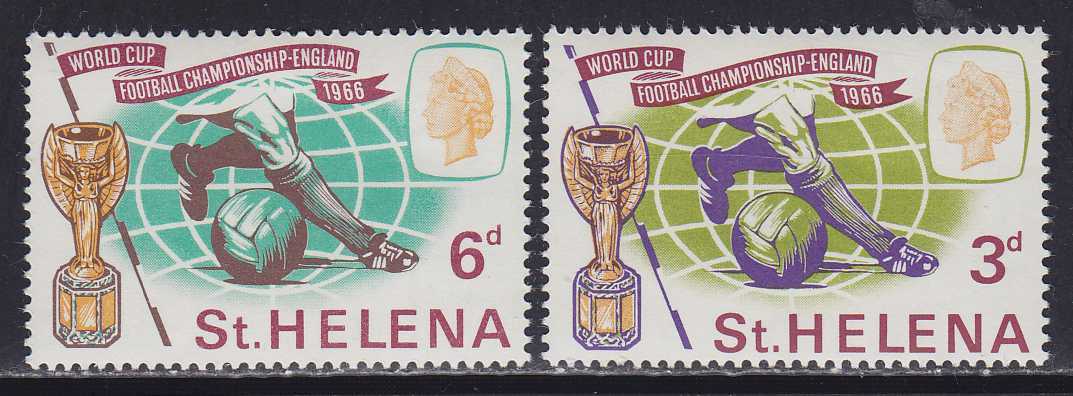 WORLD CUP
FOOTBALL CHAMPIONSHIP-ENGLAND
1966
6d
St. HELENA
WORLD CUP
FOOTBALL CHAMPIONSHIP-ENGLAND
1966
3d
St. HELENA